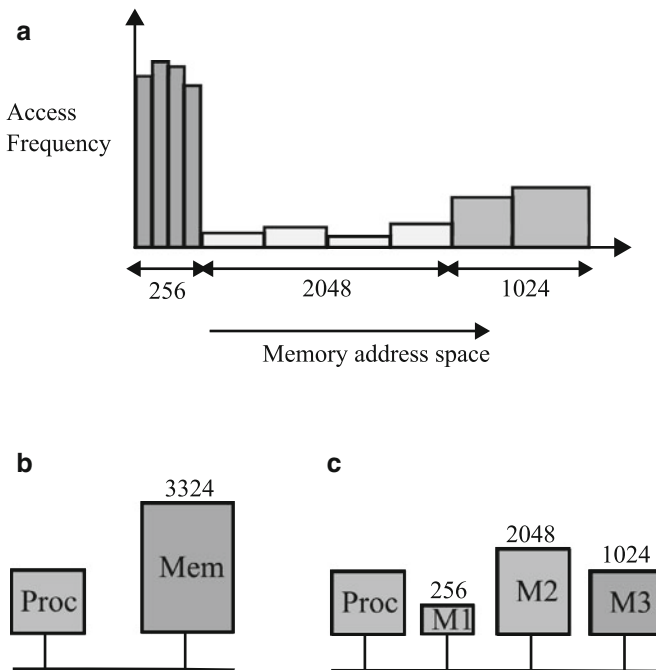 a
Access
Frequency
256
2048
1024
Memory address space
b
3324
Mem
Proc
c
2048
1024
256
Proc
M1
M2
M3